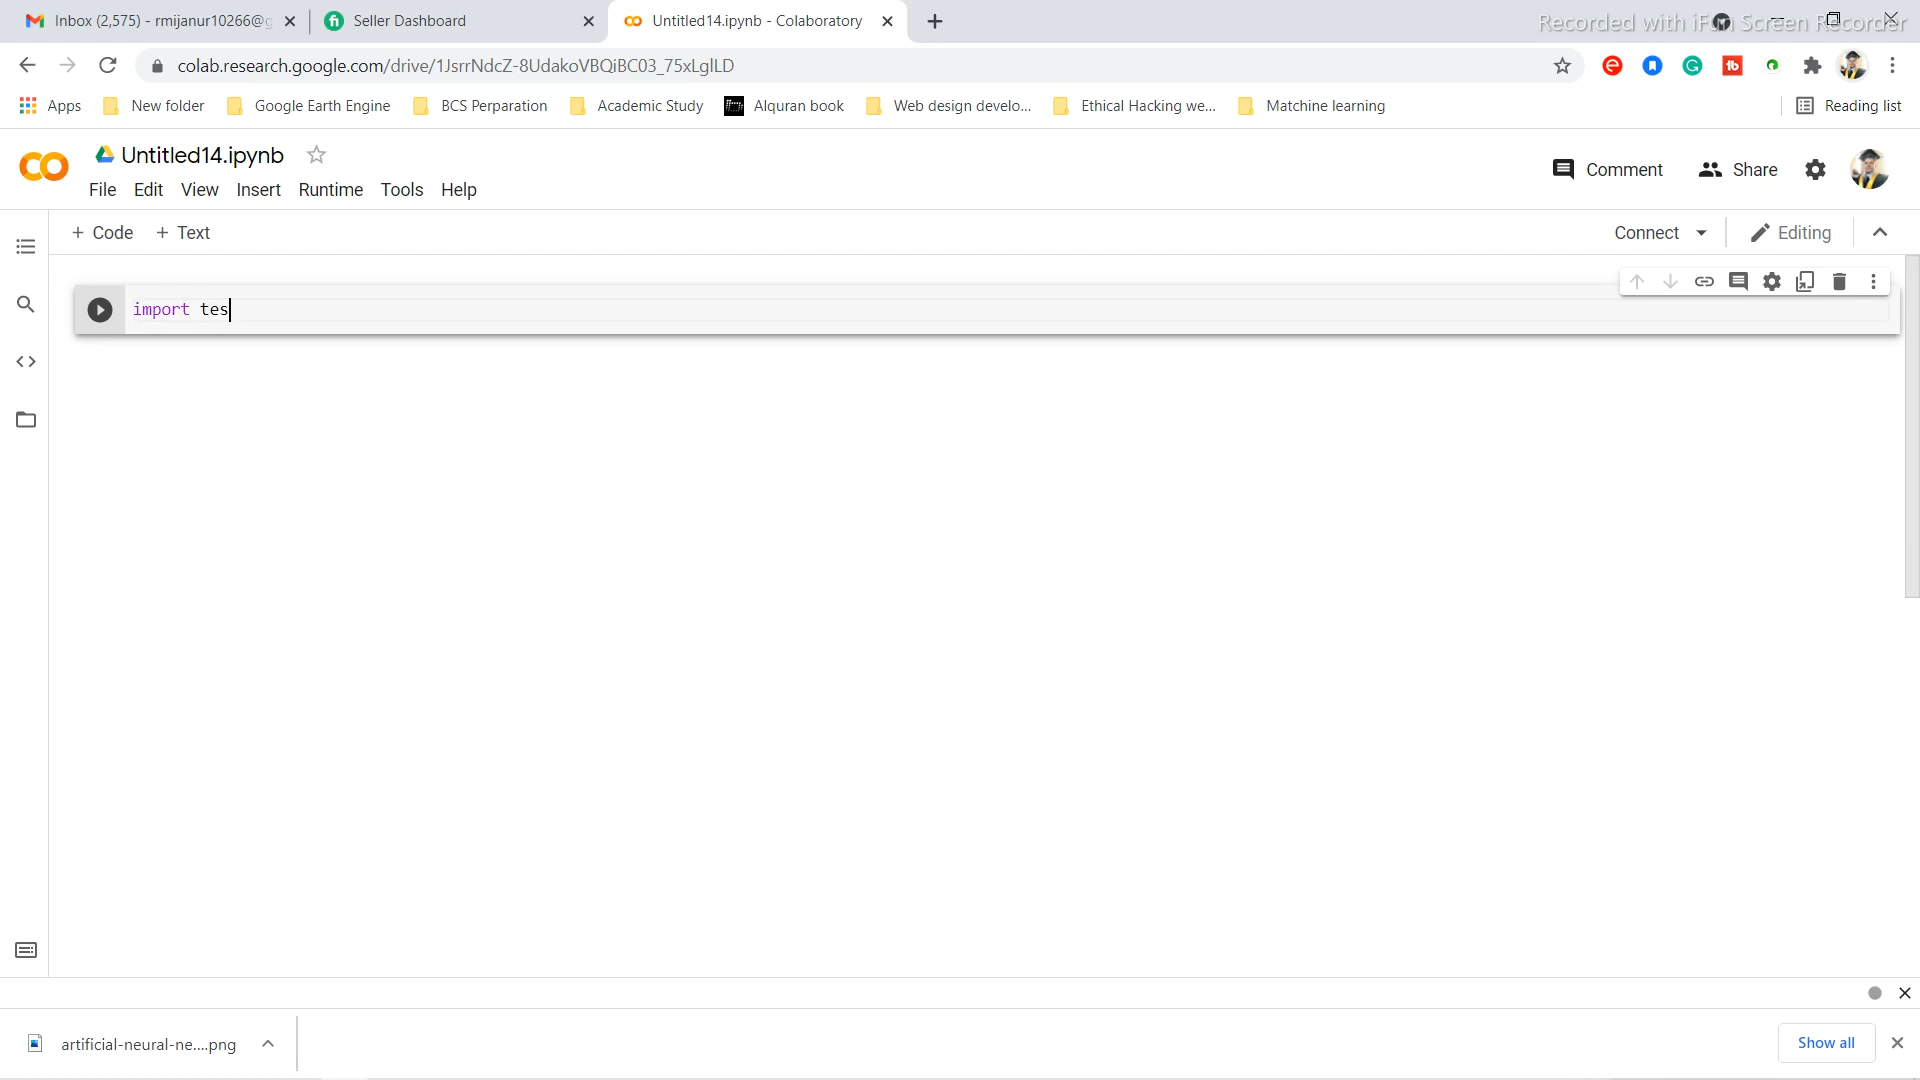 Inbox (2,575) - rmijanur10266@g
Seller Dashboard
Untitled14.ipynb - Colaboratory
Recorded with iFun Screen Recorder
colab.research.google.com/drive/1JsrrNdcZ-8UdakoVBQiBC03_75xLglLD
Apps
New folder
Google Earth Engine
BCS Perparation
Academic Study
Alquran book
Web design develo...
Ethical Hacking we...
Matchine learning
Reading list
Untitled14.ipynb
File Edit View Insert Runtime Tools Help
Comment
Share
+ Code + Text
Connect
Editing
import tes
artificial-neural-ne....png
Show all